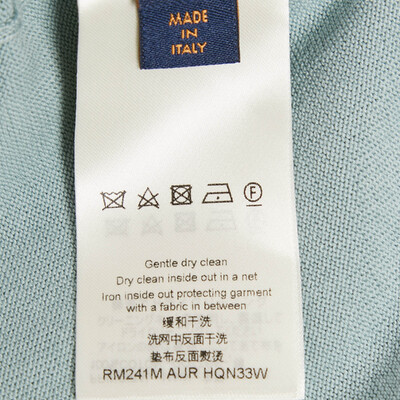 MADE
IN
ITALY
F
Gentle dry clean
Dry clean inside out in a net
Iron inside out protecting garment
with a fabric in between
缓和干洗
洗网中反面干洗
垫布反面熨烫
RM241M AUR HQN33W